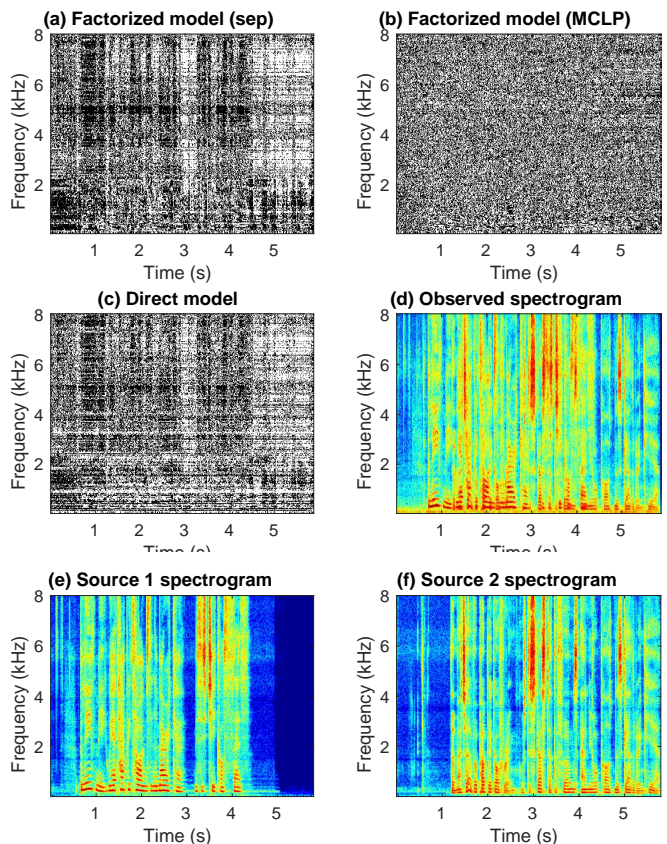 (a) Factorized model (sep)
8
6
4
2
Frequency (kHz)
1 2 3 4 5
Time (s)
(b) Factorized model (MCLP)
8
6
4
2
Frequency (kHz)
1 2 3 4 5
Time (s)
(c) Direct model
8
6
4
2
Frequency (kHz)
1 2 3 4 5
Time (s)
(d) Observed spectrogram
8
6
4
2
Frequency (kHz)
1 2 3 4 5
Time (s)
(e) Source 1 spectrogram
8
6
4
2
Frequency (kHz)
1 2 3 4 5
Time (s)
(f) Source 2 spectrogram
8
6
4
2
Frequency (kHz)
1 2 3 4 5
Time (s)